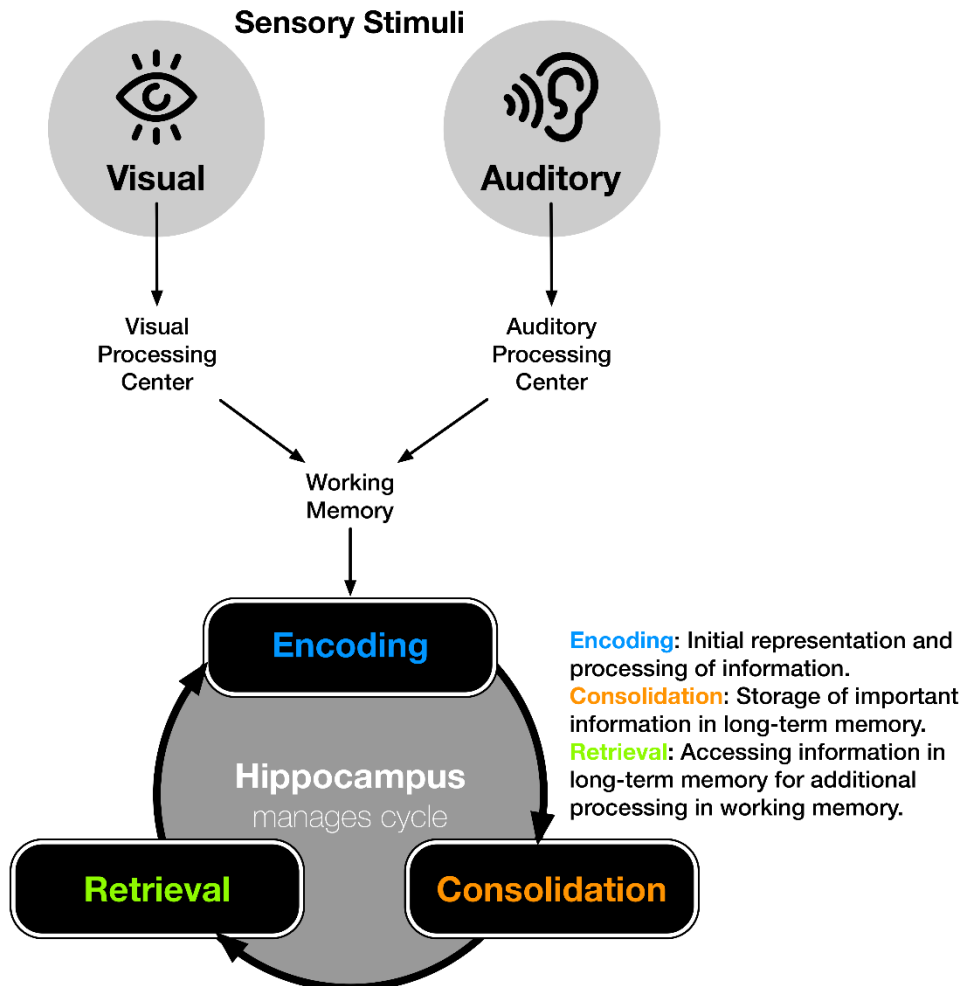 Sensory Stimuli
Visual
Auditory
Visual
Processing
Center
Auditory
Processing
Center
Working
Memory
Encoding
Encoding: Initial representation and
processing of information.
Consolidation: Storage of important
information in long-term memory.
Retrieval: Accessing information in
long-term memory for additional
processing in working memory.
Hippocampus
manages cycle
Retrieval
Consolidation